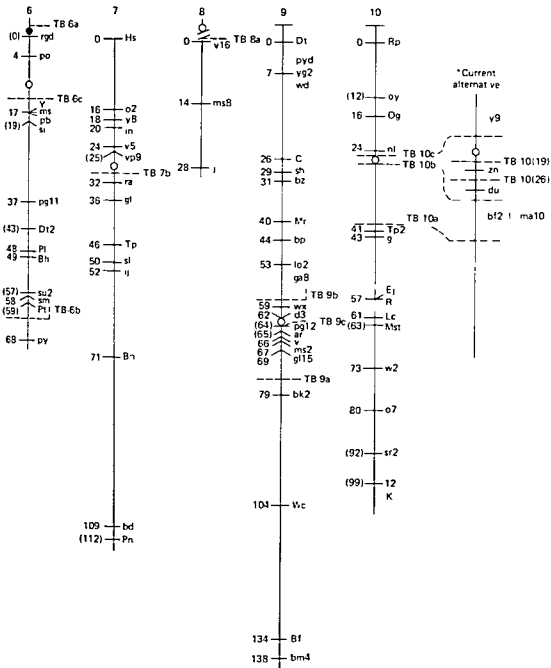 6
TB 6a
(0) rgd
4 po
TB 6c
Y
17 ms
pb
(19) si
37 pg11
(43) Dt2
48 Pl
49 Bh
(57) su2
58 sm
(59) Pt
TB-6b
68 py
7
0 Hs
16 o2
18 v8
20 in
24 v5
(25) vp9
TB 7b
32 ra
36 gl
46 Tp
50 sl
52 ij
71 Bn
109 bd
(112) Pn
8
TB 8a
0 v16
14 ms8
28 j
9
0 Dt
pyd
7 yg2
wd
26 C
29 sh
31 bz
40 Mr
44 bp
53 lo2
ga8
TB 9b
59 wx
62 d3
TB 9c
(64) pg12
(65) ar
66 v
67 ms2
69 gl15
TB 9a
79 bk2
104 Wc
134 Bf
138 bm4
10
0 Rp
(12) oy
16 Og
24 nl
TB 10c
TB 10b
TB 10a
41 Tp2
43 g
Ej
57 R
61 Lc
(63) Mst
73 w2
80 o7
(92) sr2
(99) 12
K
*Current
alternat ve
y9
TB 10(19)
zn
TB 10(26)
du
bf2 ma10